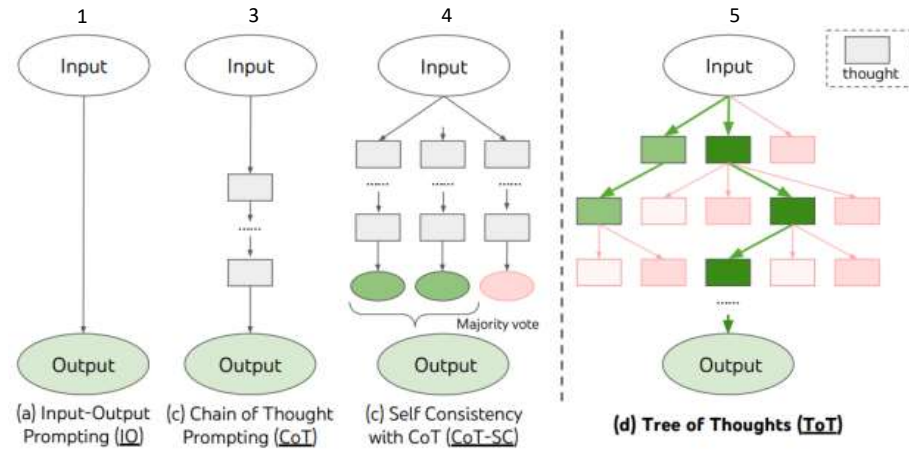 1
3
4
5
Input
Input
Input
Input
thought
......
......
......
......
......
Majority vote
Output
Output
Output
Output
(a) Input-Output
Prompting (IO)
(c) Chain of Thought
Prompting (CoT)
(c) Self Consistency
with CoT (CoT-SC)
(d) Tree of Thoughts (ToT)